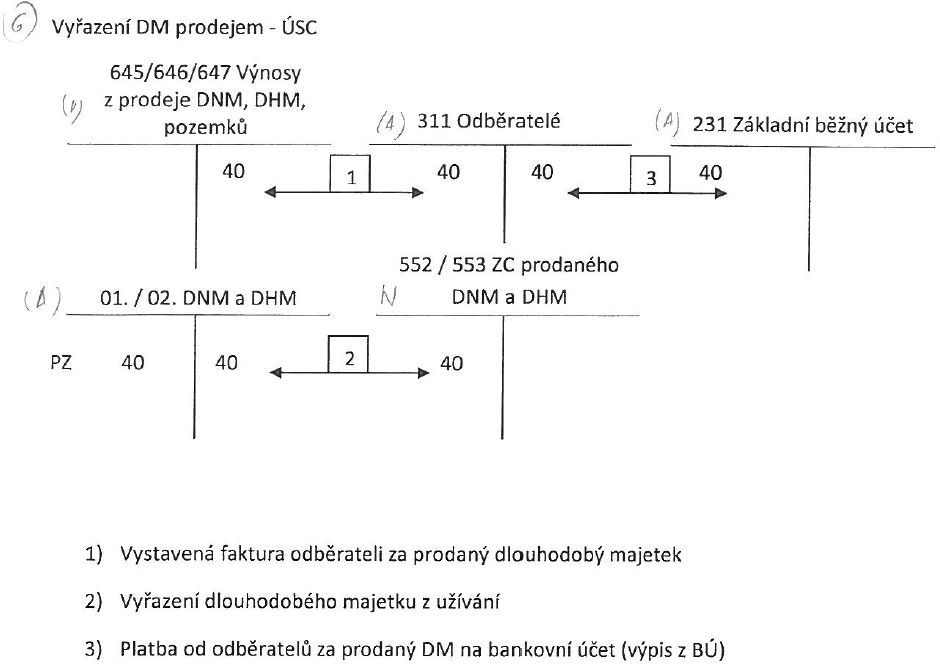 6 Vyřazení DM prodejem - ÚSC
645/646/647 Výnosy
z prodeje DNM, DHM,
pozemků
(A) 311 Odběratelé
(A) 231 Základní běžný účet
40 1 40 40 3 40
552 / 553 ZC prodaného
DNM a DHM
(A) 01. / 02. DNM a DHM
N
PZ 40 40 2 40
1) Vystavená faktura odběrateli za prodaný dlouhodobý majetek
2) Vyřazení dlouhodobého majetku z užívání
3) Platba od odběratelů za prodaný DM na bankovní účet (výpis z BÚ)